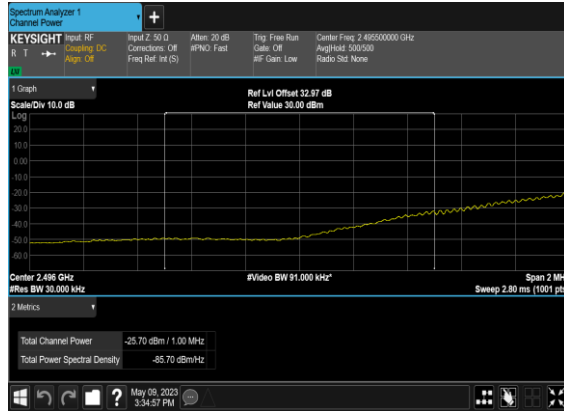 Spectrum Analyzer 1
Channel Power
+
KEYSIGHT Input: RF Input Z: 50 Ω Atten: 20 dB Trig: Free Run Center Freq: 2.495500000 GHz
R T Coupling: DC Corrections: Off #PNO: Fast Gate: Off Avg|Hold: 500/500
Align: Off Freq Ref: Int (S) #IF Gain: Low Radio Std: None
1 Graph
Ref Lvl Offset 32.97 dB
Scale/Div 10.0 dB Ref Value 30.00 dBm
Log
20.0
10.0
0.00
-10.0
-20.0
-30.0
-40.0
-50.0
-60.0
Center 2.496 GHz #Video BW 91.000 kHz* Span 2 MH
#Res BW 30.000 kHz Sweep 2.80 ms (1001 pts
2 Metrics
Total Channel Power -25.70 dBm / 1.00 MHz
Total Power Spectral Density -85.70 dBm/Hz
? May 09, 2023
3:34:57 PM